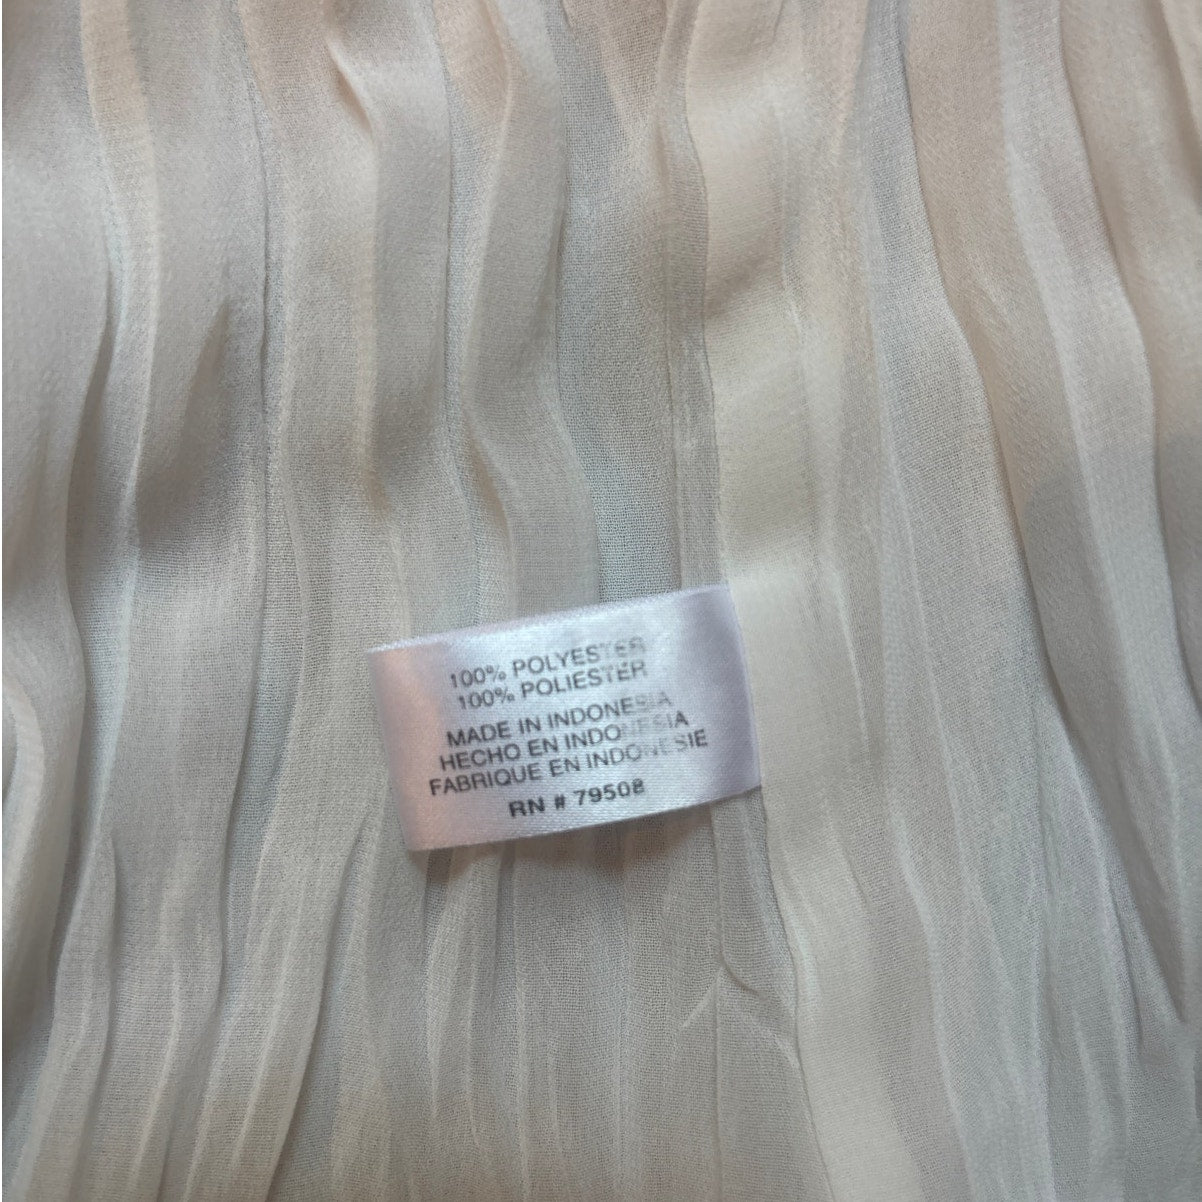 100% POLYESTER
100% POLIESTER
MADE IN INDONESIA
HECHO EN INDONESIA
FABRIQUE EN INDONESIE
RN # 79508